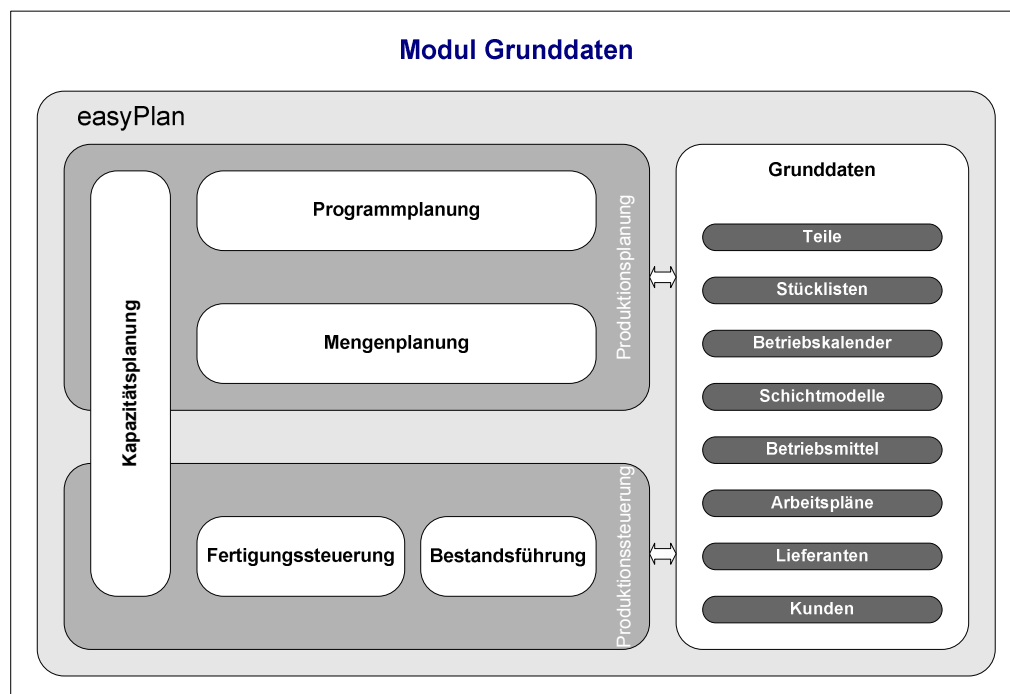 Modul Grunddaten
easyPlan
Kapazitätsplanung
Programmplanung
Mengenplanung
Produktionsplanung
Fertigungssteuerung
Bestandsführung
Produktionssteuerung
Grunddaten
Teile
Stücklisten
Betriebskalender
Schichtmodelle
Betriebsmittel
Arbeitspläne
Lieferanten
Kunden